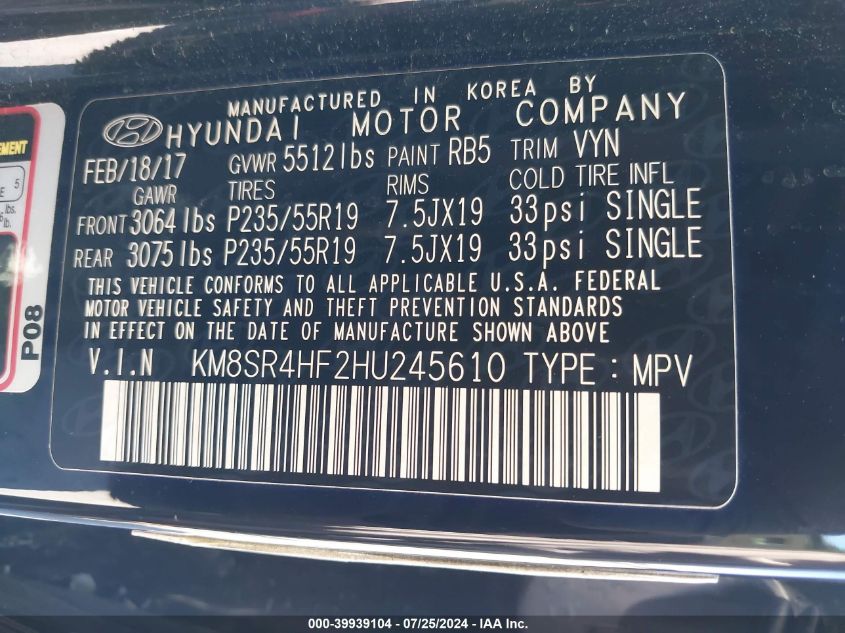 MANUFACTURED IN KOREA BY
HYUNDAI MOTOR COMPANY
FEB/18/17 GVWR 5512lbs PAINT RB5 TRIM VYN
GAWR TIRES RIMS COLD TIRE INFL
FRONT 3064lbs P235/55R19 7.5JX19 33psi SINGLE
REAR 3075lbs P235/55R19 7.5JX19 33psi SINGLE
THIS VEHICLE CONFORMS TO ALL APPLICABLE U.S.A. FEDERAL
MOTOR VEHICLE SAFETY AND THEFT PREVENTION STANDARDS
IN EFFECT ON THE DATE OF MANUFACTURE SHOWN ABOVE
V.I.N KM8SR4HF2HU245610 TYPE : MPV
5
lbs.
lb.
P08
000-39939104 - 07/25/2024 - IAA Inc.